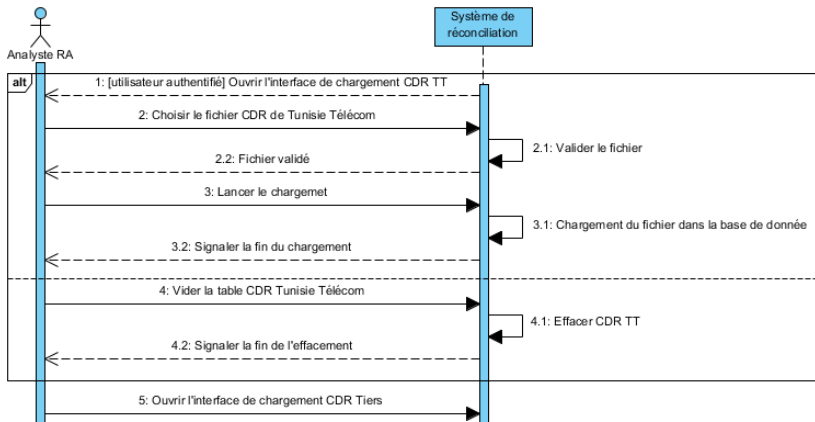 Système de
réconciliation
Analyste RA
alt
1: [utilisateur authentifié] Ouvrir l'interface de chargement CDR TT
2: Choisir le fichier CDR de Tunisie Télécom
2.1: Valider le fichier
2.2: Fichier validé
3: Lancer le chargemet
3.1: Chargement du fichier dans la base de donnée
3.2: Signaler la fin du chargement
4: Vider la table CDR Tunisie Télécom
4.1: Effacer CDR TT
4.2: Signaler la fin de l'effacement
5: Ouvrir l'interface de chargement CDR Tiers